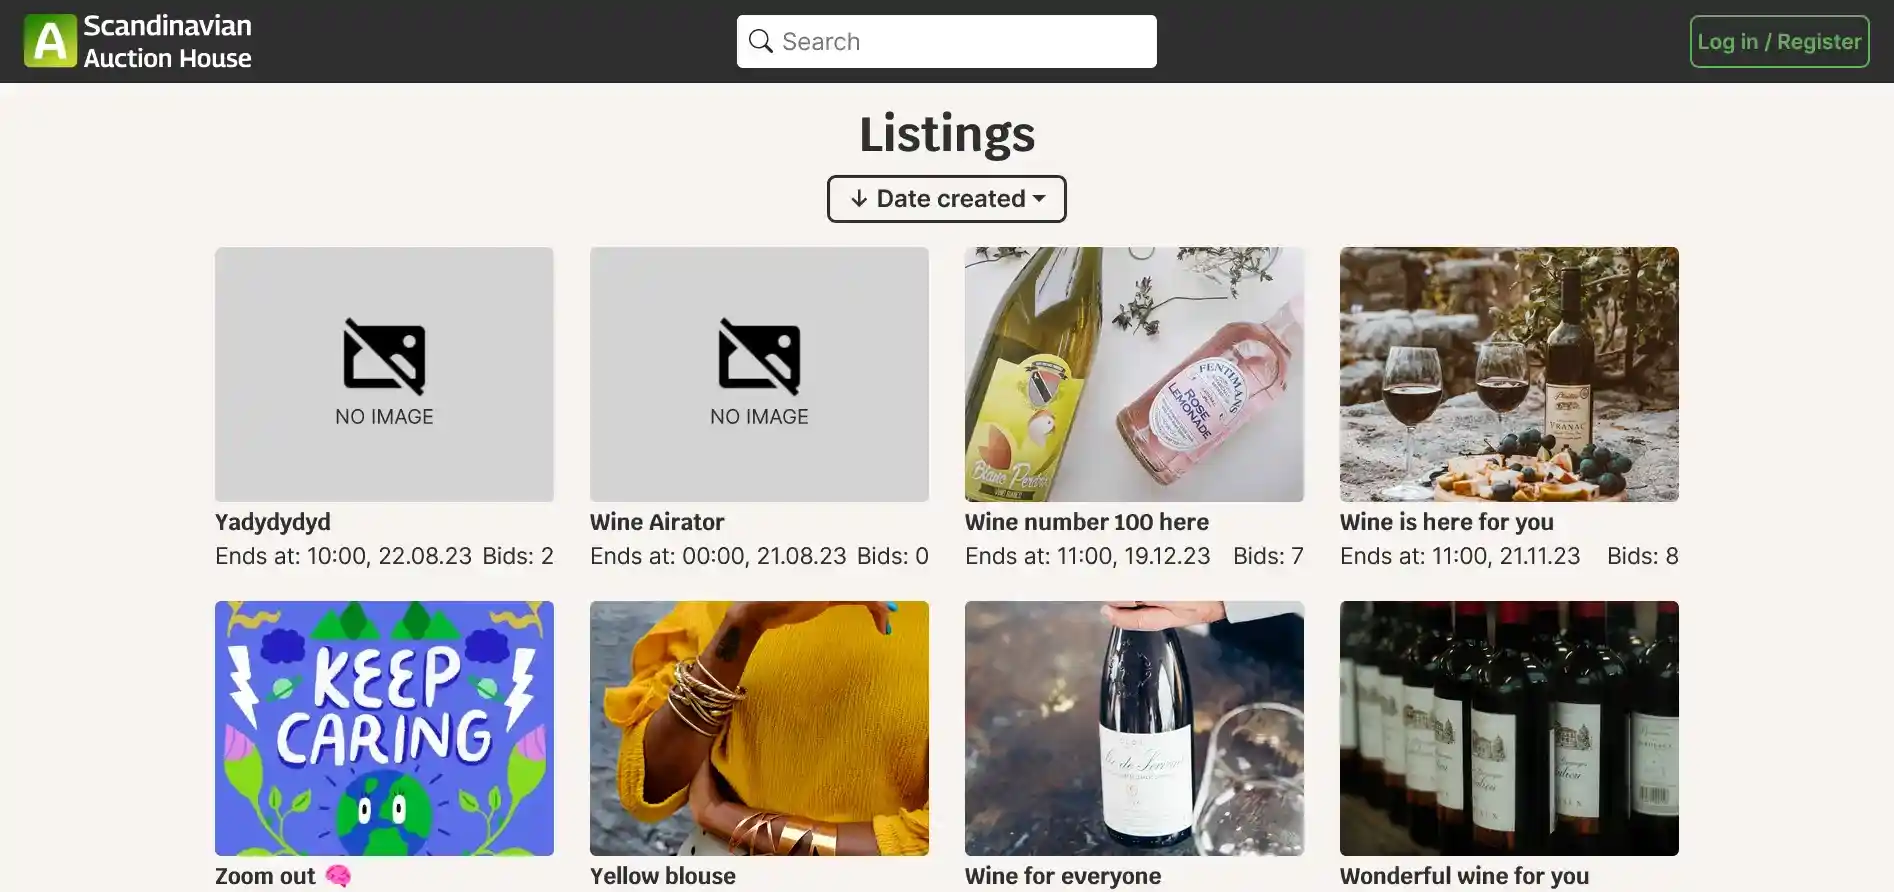 A Scandinavian
Auction House
Search
Log in / Register
Listings
↓ Date created
NO IMAGE
NO IMAGE
FENTIMANS
ROSE
LEMONADE
Blanc Perdrix
VRANAC
Yadydydyd
Wine Airator
Wine number 100 here
Wine is here for you
Ends at: 10:00, 22.08.23 Bids: 2
Ends at: 00:00, 21.08.23 Bids: 0
Ends at: 11:00, 19.12.23 Bids: 7
Ends at: 11:00, 21.11.23 Bids: 8
KEEP
CARING
Zoom out 🧠
Yellow blouse
Wine for everyone
Wonderful wine for you